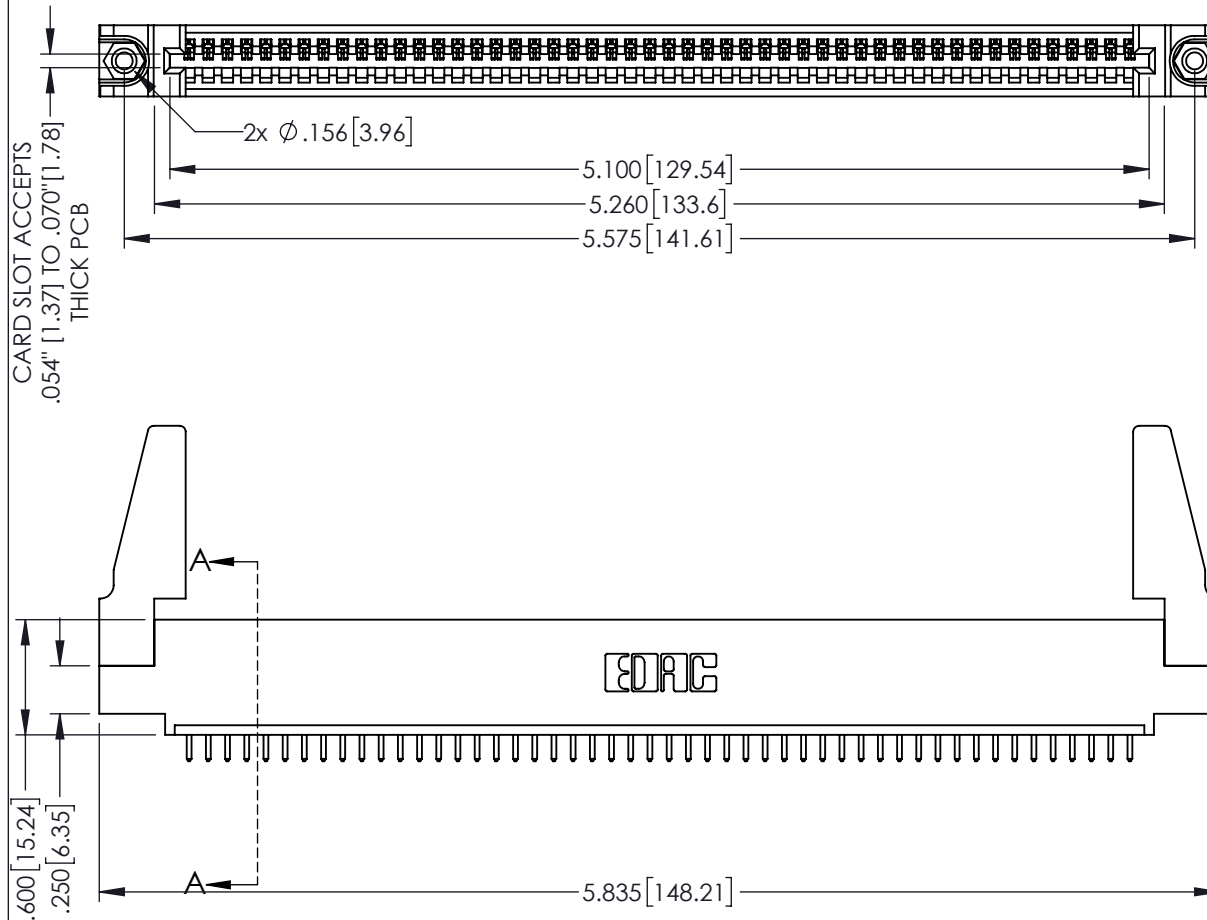 2x Ø.156[3.96]
5.100[129.54]
5.260[133.6]
5.575[141.61]
CARD SLOT ACCEPTS
.054" [1.37] TO .070"[1.78]
THICK PCB
A
EDAC
.600[15.24]
.250[6.35]
A
5.835[148.21]